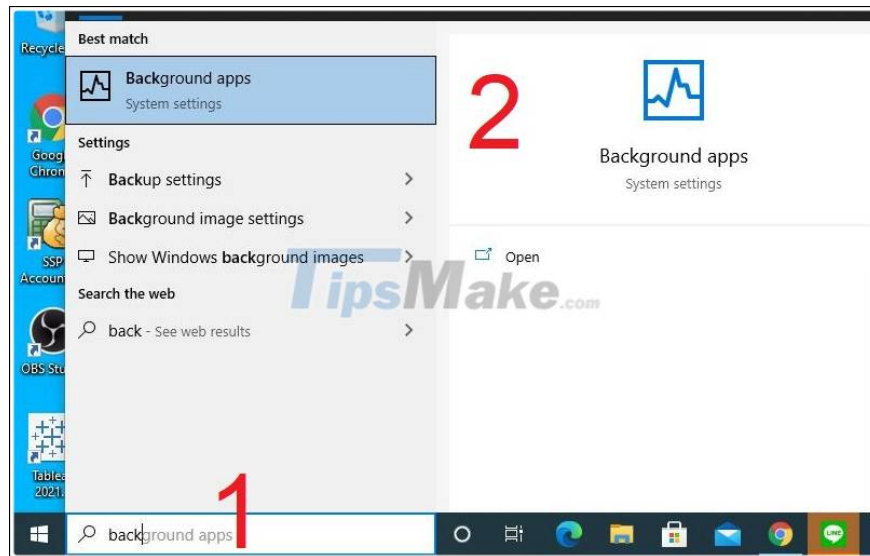 Recycle
Goog
Chron
SSP
Accoun
OBS Stu
Tablea
2021.
Best match
Background apps
System settings
Settings
Backup settings
Background image settings
Show Windows background images
Search the web
back - See web results
background apps
1
2
Background apps
System settings
Open
TipsMake.com
LINE